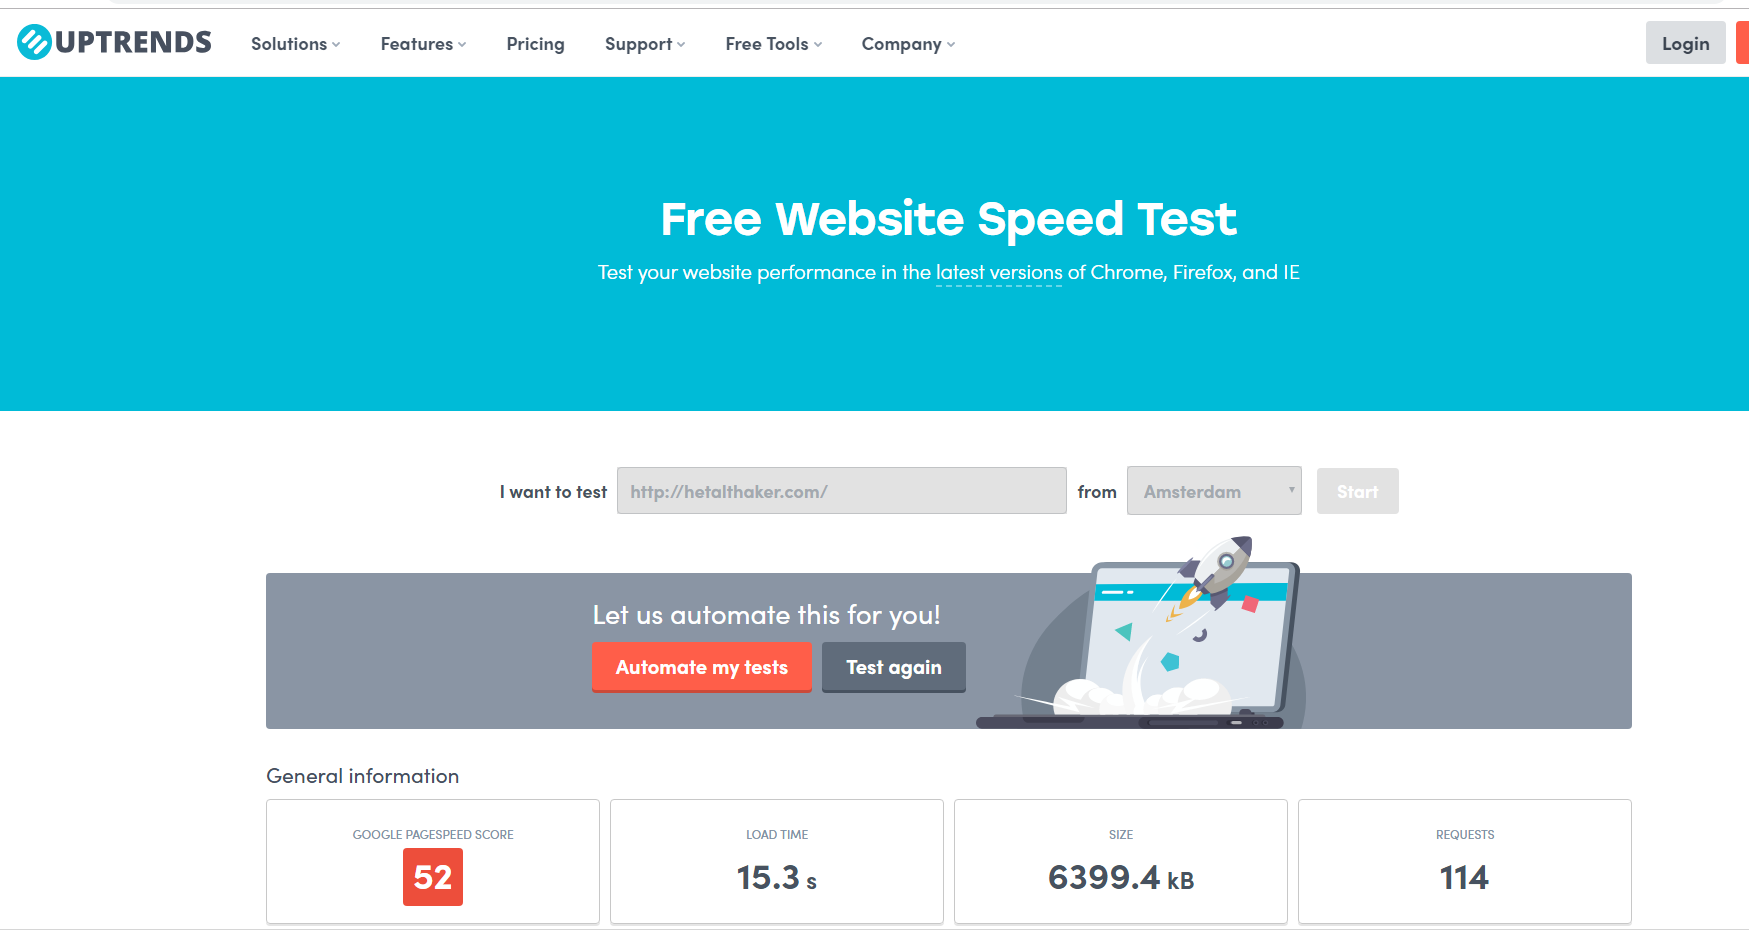 UPTRENDS Solutions Features Pricing Support Free Tools Company Login
Free Website Speed Test
Test your website performance in the latest versions of Chrome, Firefox, and IE
I want to test http://hetalthaker.com/ from Amsterdam Start
Let us automate this for you!
Automate my tests Test again
General information
GOOGLE PAGESPEED SCORE LOAD TIME SIZE REQUESTS
52 15.3 s 6399.4 kB 114